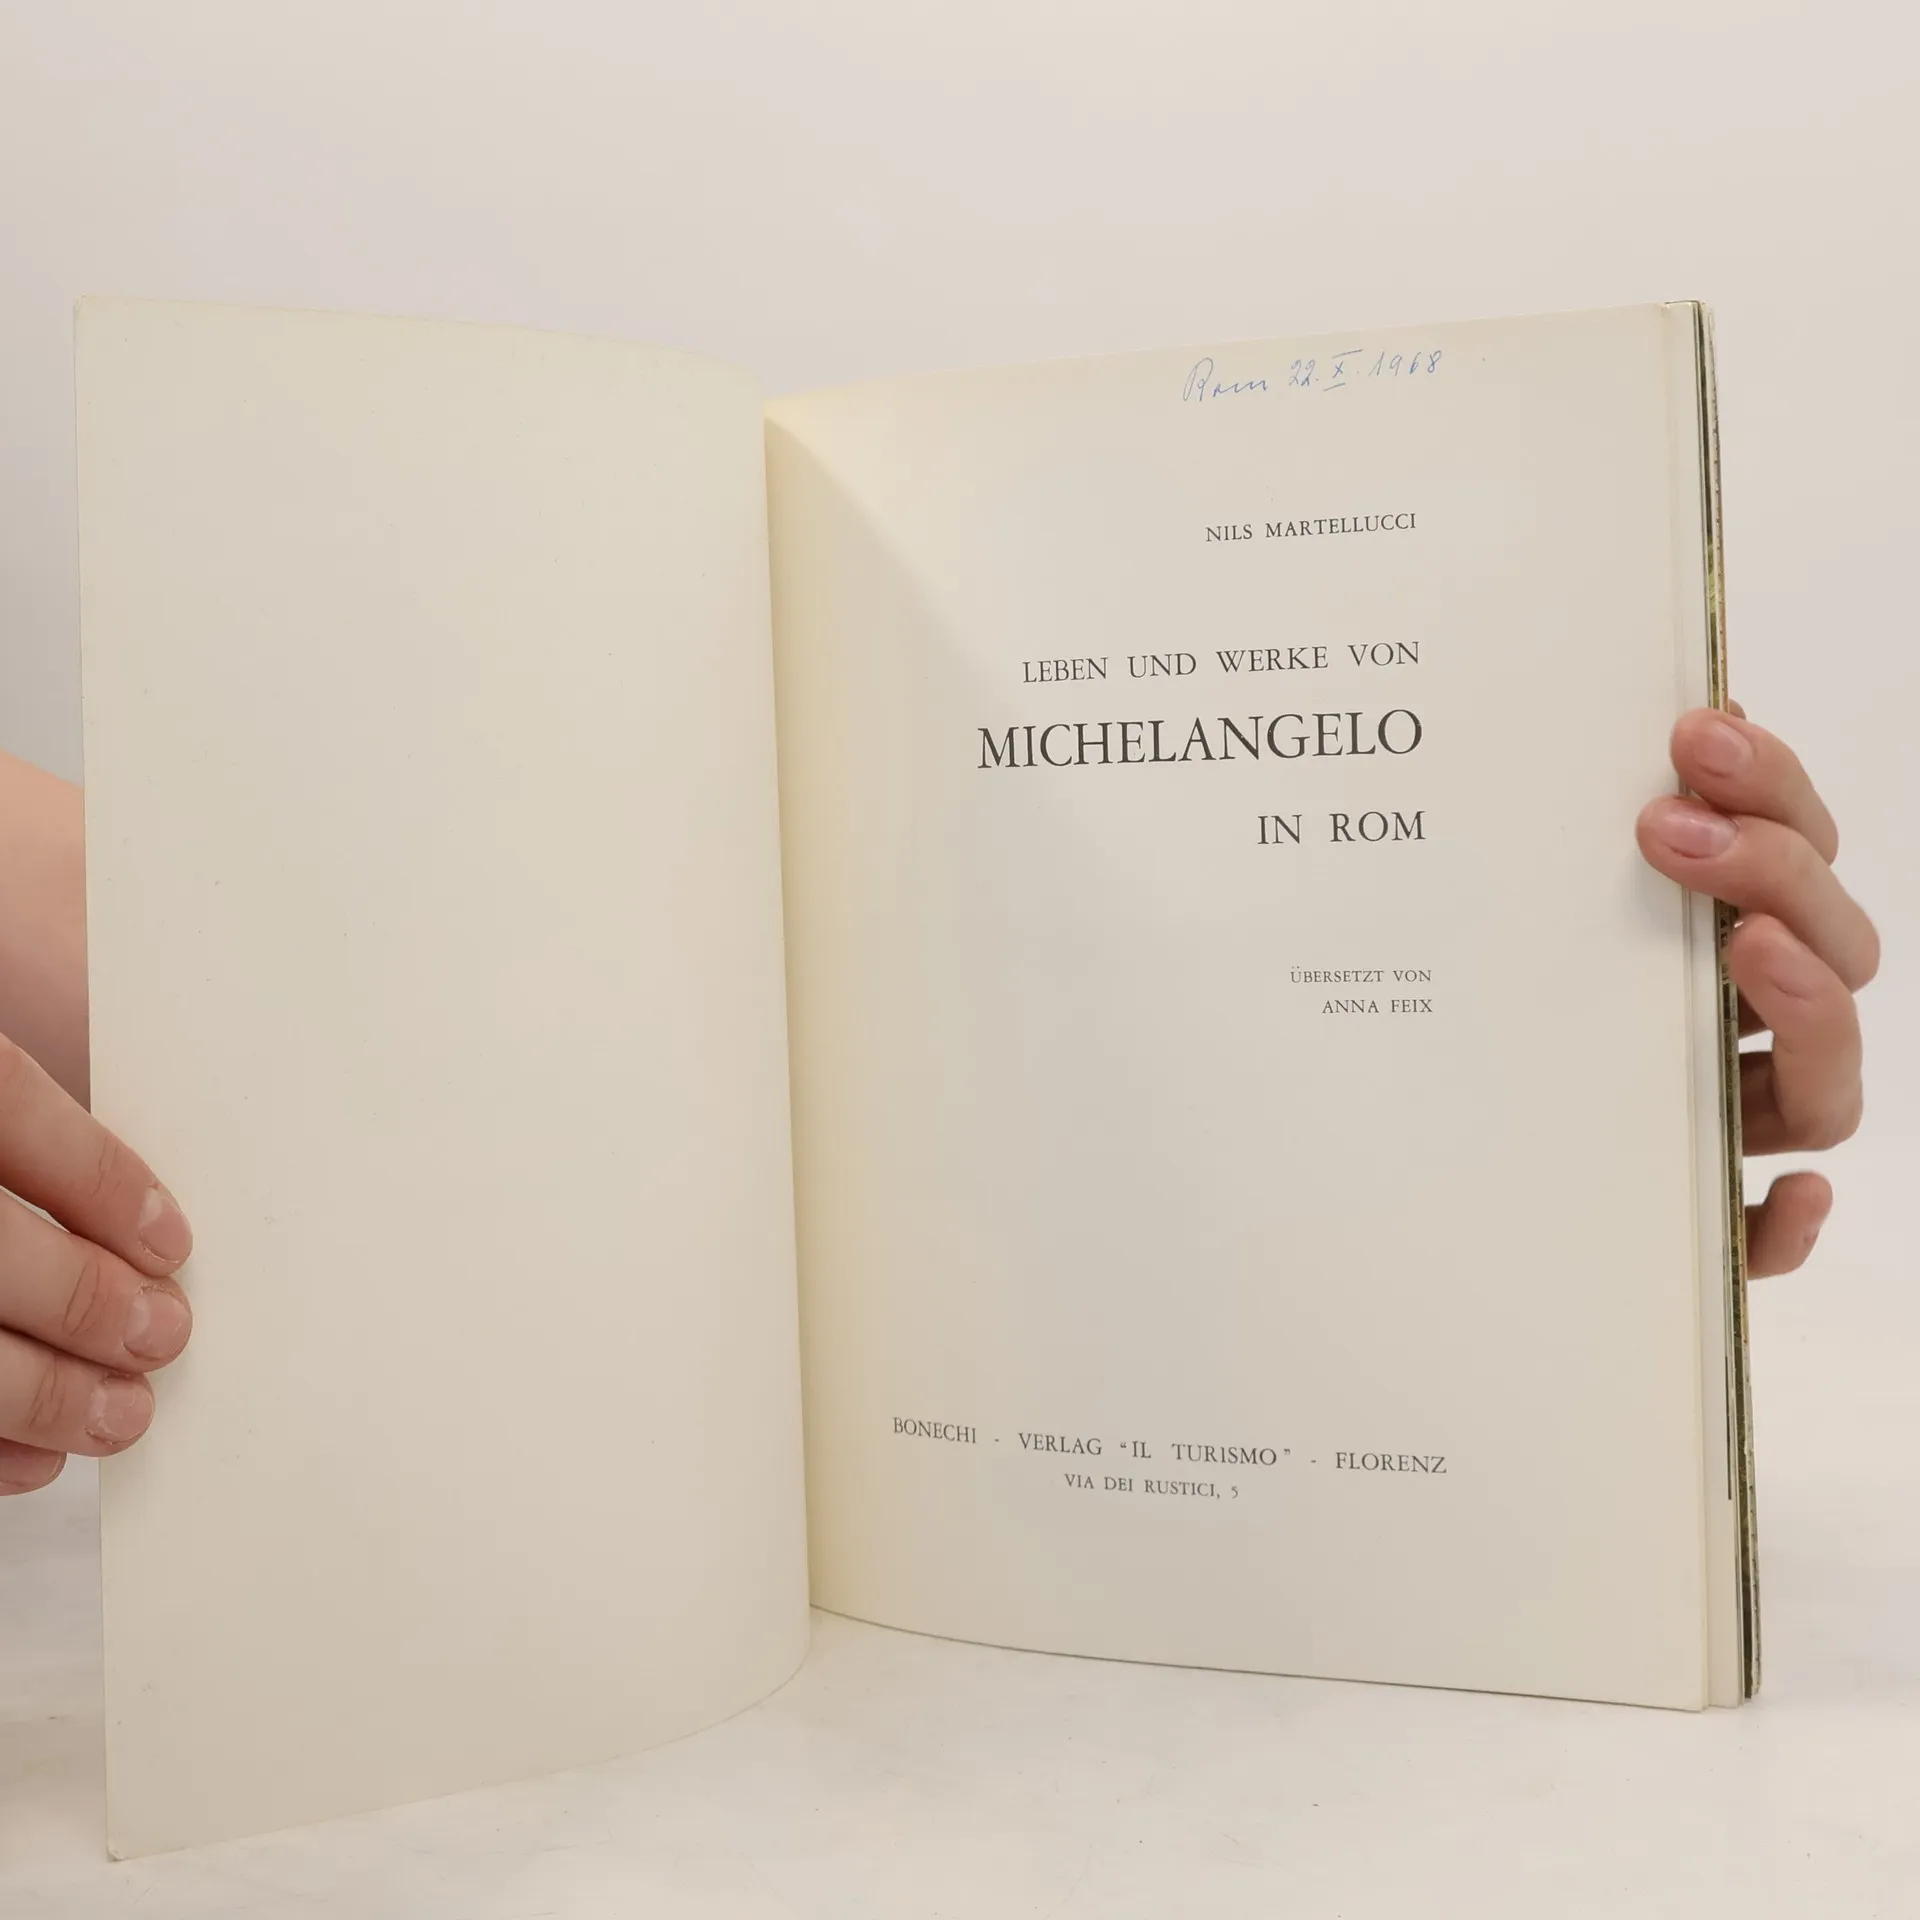 Rom 22. X. 1968
NILS MARTELLUCCI
LEBEN UND WERKE VON
MICHELANGELO
IN ROM
ÜBERSETZT VON
ANNA FEIX
BONECHI - VERLAG “IL TURISMO” - FLORENZ
VIA DEI RUSTICI, 5